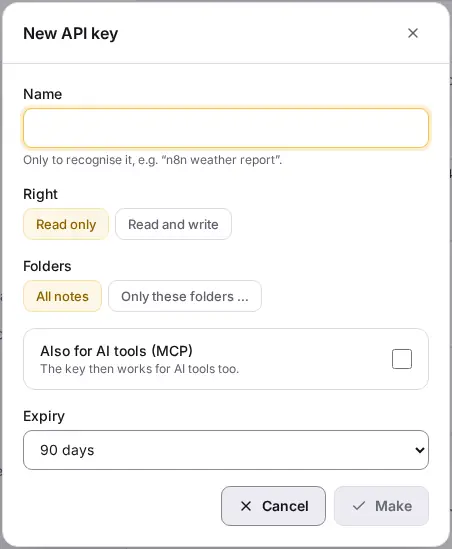 New API key
Name
Only to recognise it, e.g. “n8n weather report”.
Right
Read only
Read and write
Folders
All notes
Only these folders ...
Also for AI tools (MCP)
The key then works for AI tools too.
Expiry
90 days
Cancel
Make